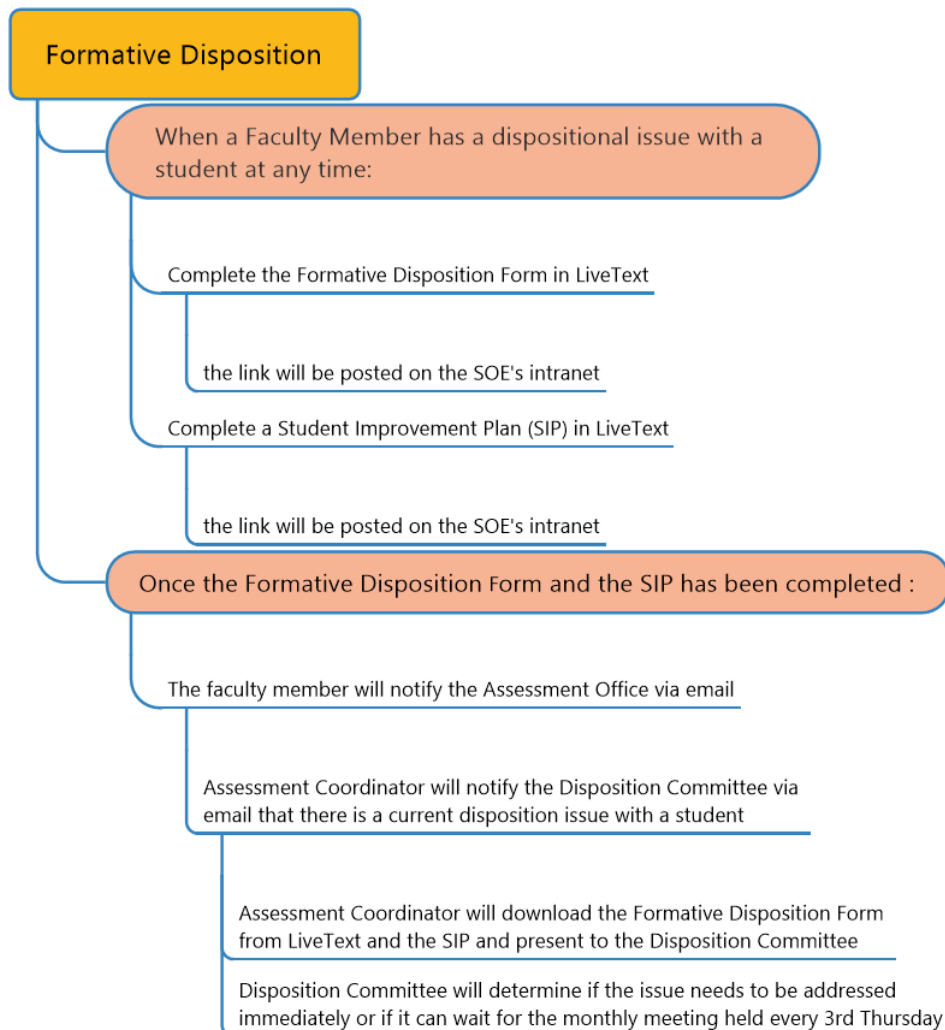 Formative Disposition
When a Faculty Member has a dispositional issue with a
student at any time:
Complete the Formative Disposition Form in LiveText
the link will be posted on the SOE's intranet
Complete a Student Improvement Plan (SIP) in LiveText
the link will be posted on the SOE's intranet
Once the Formative Disposition Form and the SIP has been completed :
The faculty member will notify the Assessment Office via email
Assessment Coordinator will notify the Disposition Committee via
email that there is a current disposition issue with a student
Assessment Coordinator will download the Formative Disposition Form
from LiveText and the SIP and present to the Disposition Committee
Disposition Committee will determine if the issue needs to be addressed
immediately or if it can wait for the monthly meeting held every 3rd Thursday